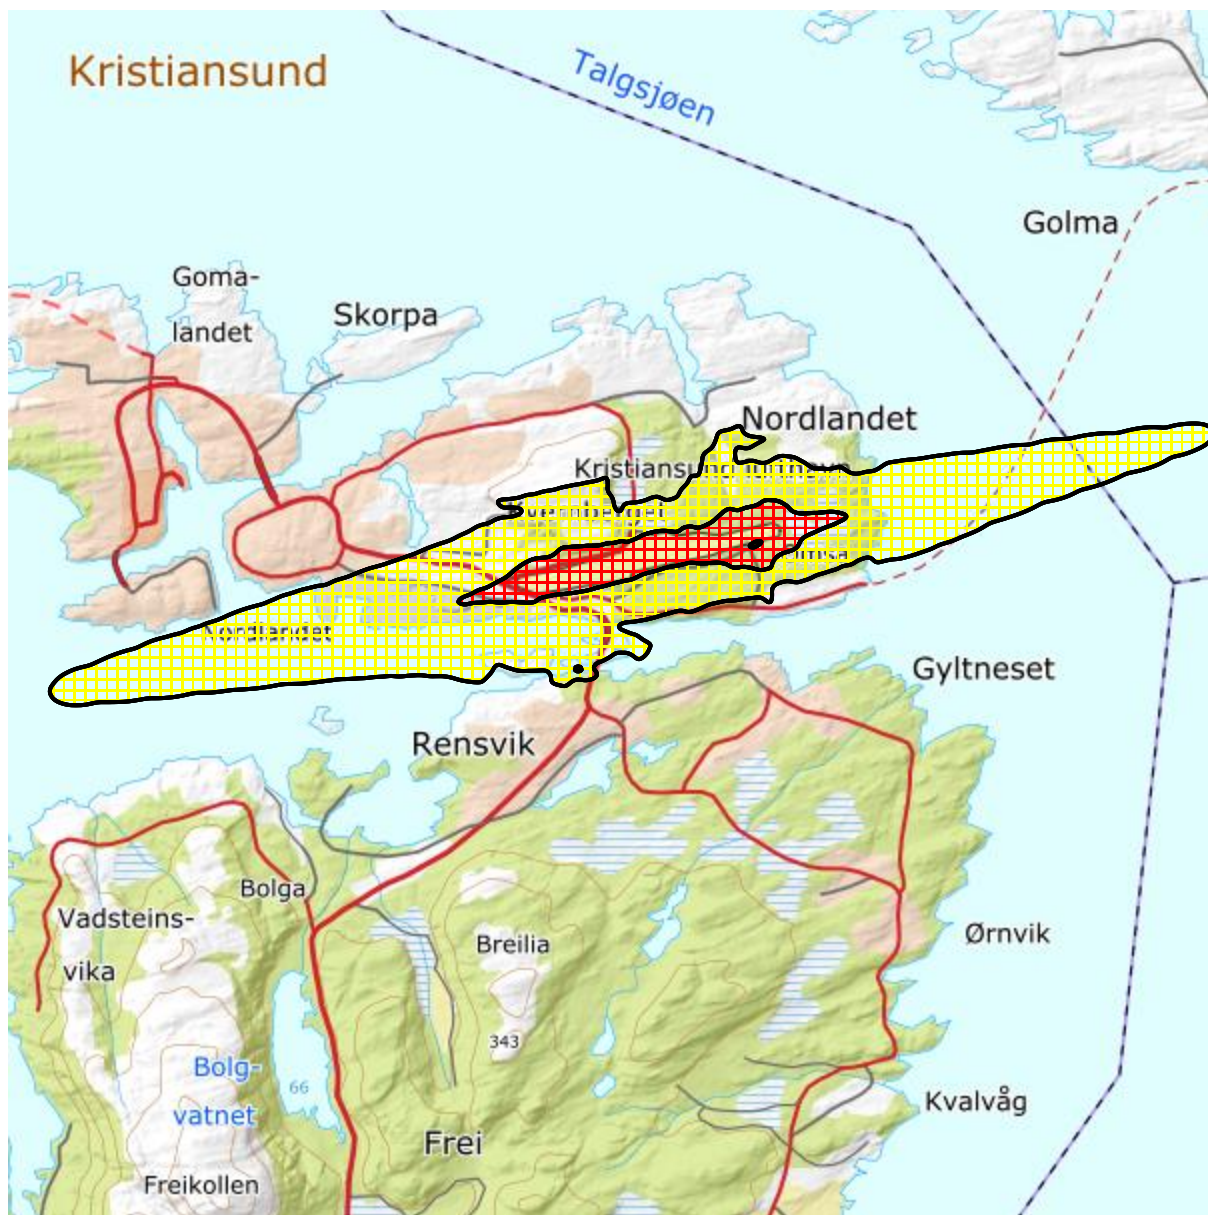 Kristiansund
Talgsjøen
Golma
Goma-
landet
Skorpa
Nordlandet
Nordlandet
Gyltneset
Rensvik
Bolga
Vadsteins-
vika
Breilia
Ørnvik
343
Bolg-
vatnet
66
Kvalvåg
Frei
Freikollen